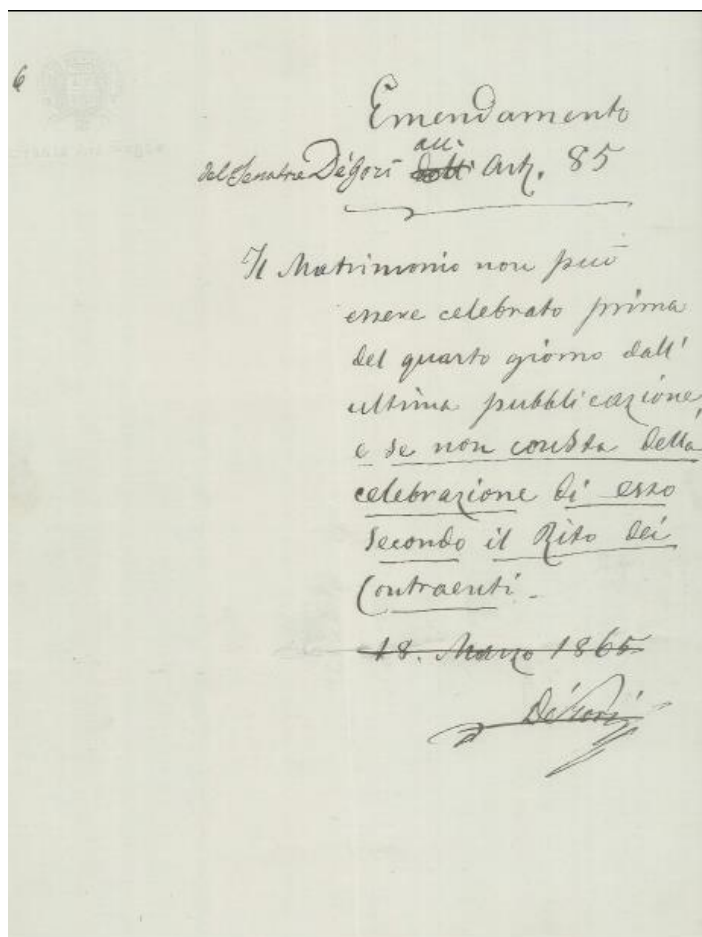 6
Emendamento
all'
del Senatore De Gori dett' Art. 85
Il Matrimonio non può
essere celebrato prima
del quarto giorno dall'
ultima pubblicazione,
e se non consta della
celebrazione di esso
secondo il Rito dei
Contraenti.
18. Marzo 1865
De Gori